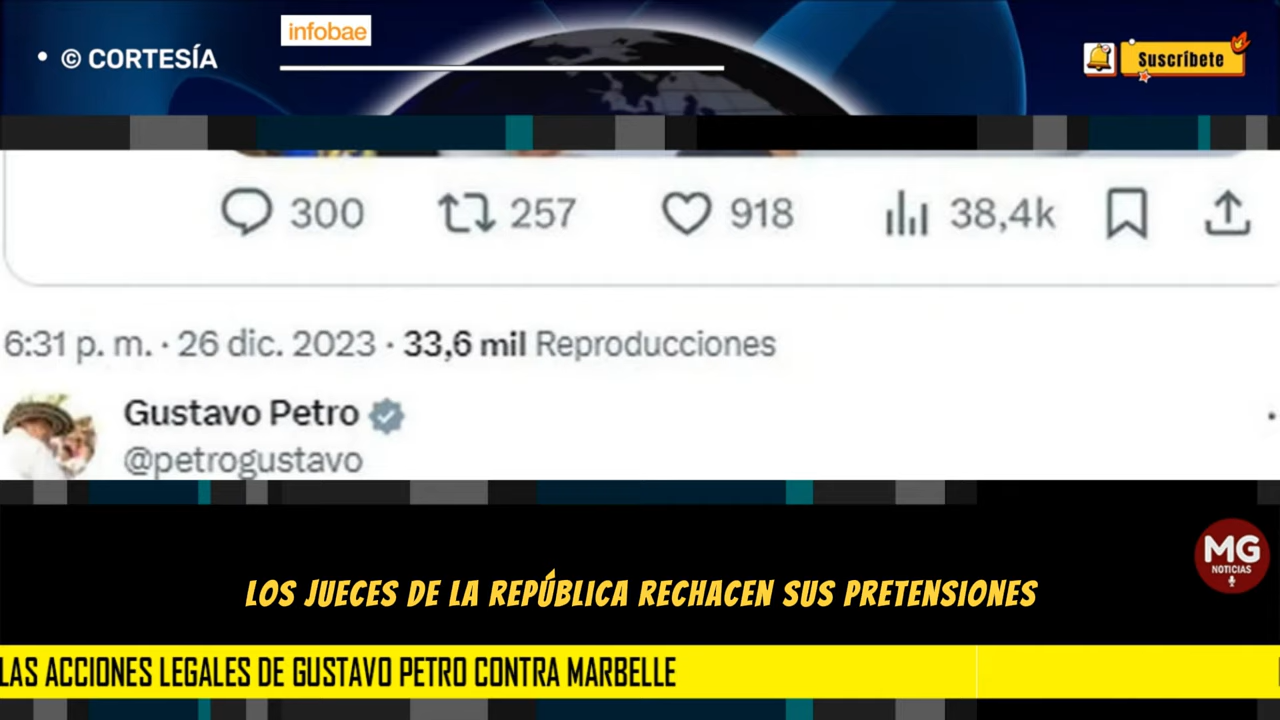 • © CORTESÍA
infobae
Suscríbete
300 257 918 38,4k
6:31 p. m. · 26 dic. 2023 · 33,6 mil Reproducciones
Gustavo Petro
@petrogustavo
MG
NOTICIAS
LOS JUECES DE LA REPÚBLICA RECHACEN SUS PRETENSIONES
LAS ACCIONES LEGALES DE GUSTAVO PETRO CONTRA MARBELLE